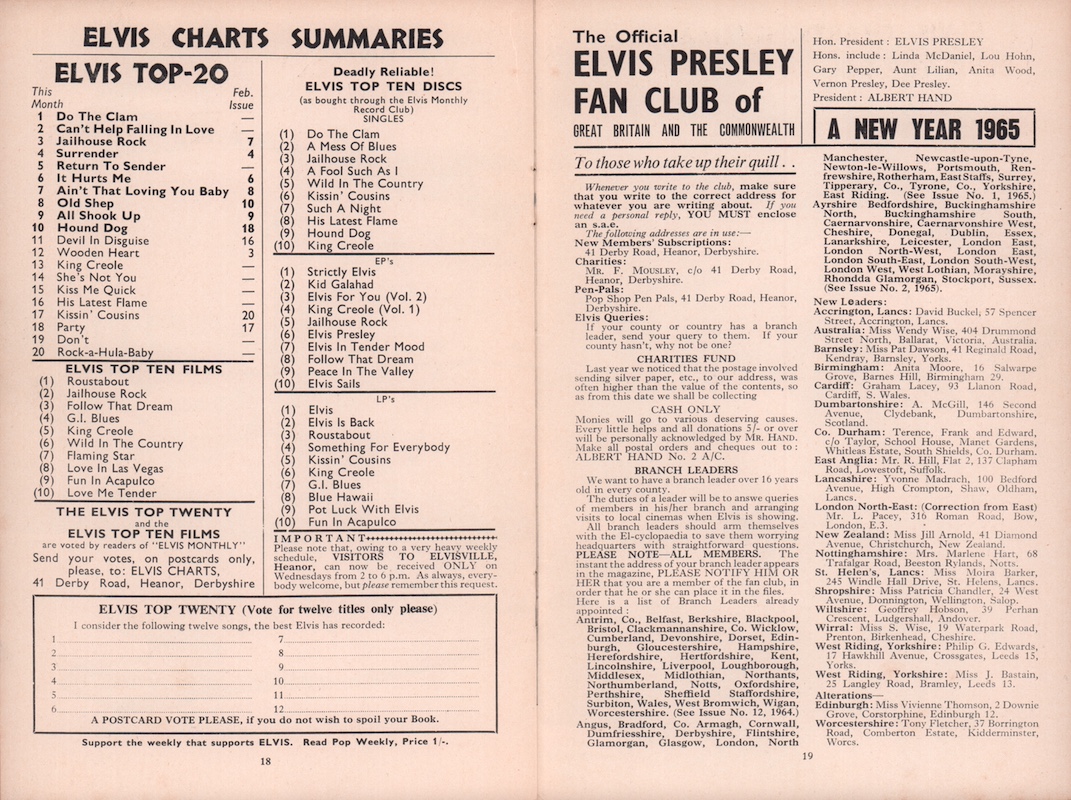 ELVIS CHARTS SUMMARIES
ELVIS TOP-20
This Feb.
Month Issue
1 Do The Clam —
2 Can't Help Falling In Love —
3 Jailhouse Rock 7
4 Surrender 4
5 Return To Sender —
6 It Hurts Me 6
7 Ain't That Loving You Baby 8
8 Old Shep 10
9 All Shook Up 9
10 Hound Dog 18
11 Devil In Disguise 16
12 Wooden Heart 3
13 King Creole —
14 She's Not You —
15 Kiss Me Quick —
16 His Latest Flame —
17 Kissin' Cousins 20
18 Party 17
19 Don't —
20 Rock-a-Hula-Baby —
ELVIS TOP TEN FILMS
(1) Roustabout
(2) Jailhouse Rock
(3) Follow That Dream
(4) G.I. Blues
(5) King Creole
(6) Wild In The Country
(7) Flaming Star
(8) Love In Las Vegas
(9) Fun In Acapulco
(10) Love Me Tender
THE ELVIS TOP TWENTY
and the
ELVIS TOP TEN FILMS
are voted by readers of "ELVIS MONTHLY"
Send your votes, on postcards only,
please, to: ELVIS CHARTS,
41 Derby Road, Heanor, Derbyshire
Deadly Reliable!
ELVIS TOP TEN DISCS
(as bought through the Elvis Monthly
Record Club)
SINGLES
(1) Do The Clam
(2) A Mess Of Blues
(3) Jailhouse Rock
(4) A Fool Such As I
(5) Wild In The Country
(6) Kissin' Cousins
(7) Such A Night
(8) His Latest Flame
(9) Hound Dog
(10) King Creole
EP's
(1) Strictly Elvis
(2) Kid Galahad
(3) Elvis For You (Vol. 2)
(4) King Creole (Vol. 1)
(5) Jailhouse Rock
(6) Elvis Presley
(7) Elvis In Tender Mood
(8) Follow That Dream
(9) Peace In The Valley
(10) Elvis Sails
LP's
(1) Elvis
(2) Elvis Is Back
(3) Roustabout
(4) Something For Everybody
(5) Kissin' Cousins
(6) King Creole
(7) G.I. Blues
(8) Blue Hawaii
(9) Pot Luck With Elvis
(10) Fun In Acapulco
IMPORTANT
Please note that, owing to a very heavy weekly
schedule, VISITORS TO ELVISVILLE,
Heanor, can now be received ONLY on
Wednesdays from 2 to 6 p.m. As always, every-
body welcome, but please remember this request.
ELVIS TOP TWENTY (Vote for twelve titles only please)
I consider the following twelve songs, the best Elvis has recorded:
1 7
2 8
3 9
4 10
5 11
6 12
A POSTCARD VOTE PLEASE, if you do not wish to spoil your Book.
Support the weekly that supports ELVIS. Read Pop Weekly, Price 1/-.
18
The Official
ELVIS PRESLEY
FAN CLUB of
GREAT BRITAIN AND THE COMMONWEALTH
Hon. President : ELVIS PRESLEY
Hons. include : Linda McDaniel, Lou Hohn,
Gary Pepper, Aunt Lilian, Anita Wood,
Vernon Presley, Dee Presley.
President : ALBERT HAND
A NEW YEAR 1965
To those who take up their quill . .
Whenever you write to the club, make sure
that you write to the correct address for
whatever you are writing about. If you
need a personal reply, YOU MUST enclose
an s.a.e.
The following addresses are in use:—
New Members' Subscriptions:
41 Derby Road, Heanor, Derbyshire.
Charities:
MR. F. MOUSLEY, c/o 41 Derby Road,
Heanor, Derbyshire.
Pen-Pals:
Pop Shop Pen Pals, 41 Derby Road, Heanor,
Derbyshire.
Elvis Queries:
If your county or country has a branch
leader, send your query to them. If your
county hasn't, why not be one?
CHARITIES FUND
Last year we noticed that the postage involved
sending silver paper, etc., to our address, was
often higher than the value of the contents, so
as from this date we shall be collecting
CASH ONLY
Monies will go to various deserving causes.
Every little helps and all donations 5/- or over
will be personally acknowledged by MR. HAND.
Make all postal orders and cheques out to :
ALBERT HAND No. 2 A/C.
BRANCH LEADERS
We want to have a branch leader over 16 years
old in every county.
The duties of a leader will be to answe queries
of members in his/her branch and arranging
visits to local cinemas when Elvis is showing.
All branch leaders should arm themselves
with the El-cyclopaedia to save them worrying
headquarters with straightforward questions.
PLEASE NOTE—ALL MEMBERS. The
instant the address of your branch leader appears
in the magazine, PLEASE NOTIFY HIM OR
HER that you are a member of the fan club, in
order that he or she can place it in the files.
Here is a list of Branch Leaders already
appointed :
Antrim, Co., Belfast, Berkshire, Blackpool,
Bristol, Clackmannanshire, Co. Wicklow,
Cumberland, Devonshire, Dorset, Edin-
burgh, Gloucestershire, Hampshire,
Herefordshire, Hertfordshire, Kent,
Lincolnshire, Liverpool, Loughborough,
Middlesex, Midlothian, Northants,
Northumberland, Notts, Oxfordshire,
Perthshire, Sheffield Staffordshire,
Surbiton, Wales, West Bromwich, Wigan,
Worcestershire. (See Issue No. 12, 1964.)
Angus, Bradford, Co. Armagh, Cornwall,
Dumfriesshire, Derbyshire, Flintshire,
Glamorgan, Glasgow, London, North
Manchester, Newcastle-upon-Tyne,
Newton-le-Willows, Portsmouth, Ren-
frewshire, Rotherham, East Staffs, Surrey,
Tipperary, Co., Tyrone, Co., Yorkshire,
East Riding. (See Issue No. 1, 1965.)
Ayrshire Bedfordshire, Buckinghamshire
North, Buckinghamshire South,
Caernarvonshire, Caernarvonshire West,
Cheshire, Donegal, Dublin, Essex,
Lanarkshire, Leicester, London East,
London North-West, London East,
London South-East, London South-West,
London West, West Lothian, Morayshire,
Rhondda Glamorgan, Stockport, Sussex.
(See Issue No. 2, 1965).
New Leaders:
Accrington, Lancs: David Buckel, 57 Spencer
Street, Accrington, Lancs.
Australia: Miss Wendy Wise, 404 Drummond
Street North, Ballarat, Victoria, Australia.
Barnsley: Miss Pat Dawson, 41 Reginald Road,
Kendray, Barnsley, Yorks.
Birmingham: Anita Moore, 16 Salwarpe
Grove, Barnes Hill, Birmingham 29.
Cardiff: Graham Lacey, 93 Llanon Road,
Cardiff, S. Wales.
Dumbartonshire: A. McGill, 146 Second
Avenue, Clydebank, Dumbartonshire,
Scotland.
Co. Durham: Terence, Frank and Edward,
c/o Taylor, School House, Manet Gardens,
Whitleas Estate, South Shields, Co. Durham.
East Anglia: Mr. R. Hill, Flat 2, 137 Clapham
Road, Lowestoft, Suffolk.
Lancashire: Yvonne Madrach, 100 Bedford
Avenue, High Crompton, Shaw, Oldham,
Lancs.
London North-East: (Correction from East)
Mr. L. Pacey, 316 Roman Road, Bow,
London, E.3.
New Zealand: Miss Jill Arnold, 41 Diamond
Avenue, Christchurch, New Zealand.
Nottinghamshire: Mrs. Marlene Hart, 68
Trafalgar Road, Beeston Rylands, Notts.
St. Helen's, Lancs: Miss Moira Barker,
245 Windle Hall Drive, St. Helens, Lancs.
Shropshire: Miss Patricia Chandler, 24 West
Avenue, Donnington, Wellington, Salop.
Wiltshire: Geoffrey Hobson, 39 Perhan
Crescent, Ludgershall, Andover.
Wirral: Miss S. Wise, 19 Waterpark Road,
Prenton, Birkenhead, Cheshire.
West Riding, Yorkshire: Philip G. Edwards,
17 Hawkhill Avenue, Crossgates, Leeds 15,
Yorks.
West Riding, Yorkshire: Miss J. Bastain,
25 Langley Road, Bramley, Leeds 13.
Alterations—
Edinburgh: Miss Vivienne Thomson, 2 Downie
Grove, Corstorphine, Edinburgh 12.
Worcestershire: Tony Fletcher, 37 Borrington
Road, Comberton Estate, Kidderminster,
Worcs.
19